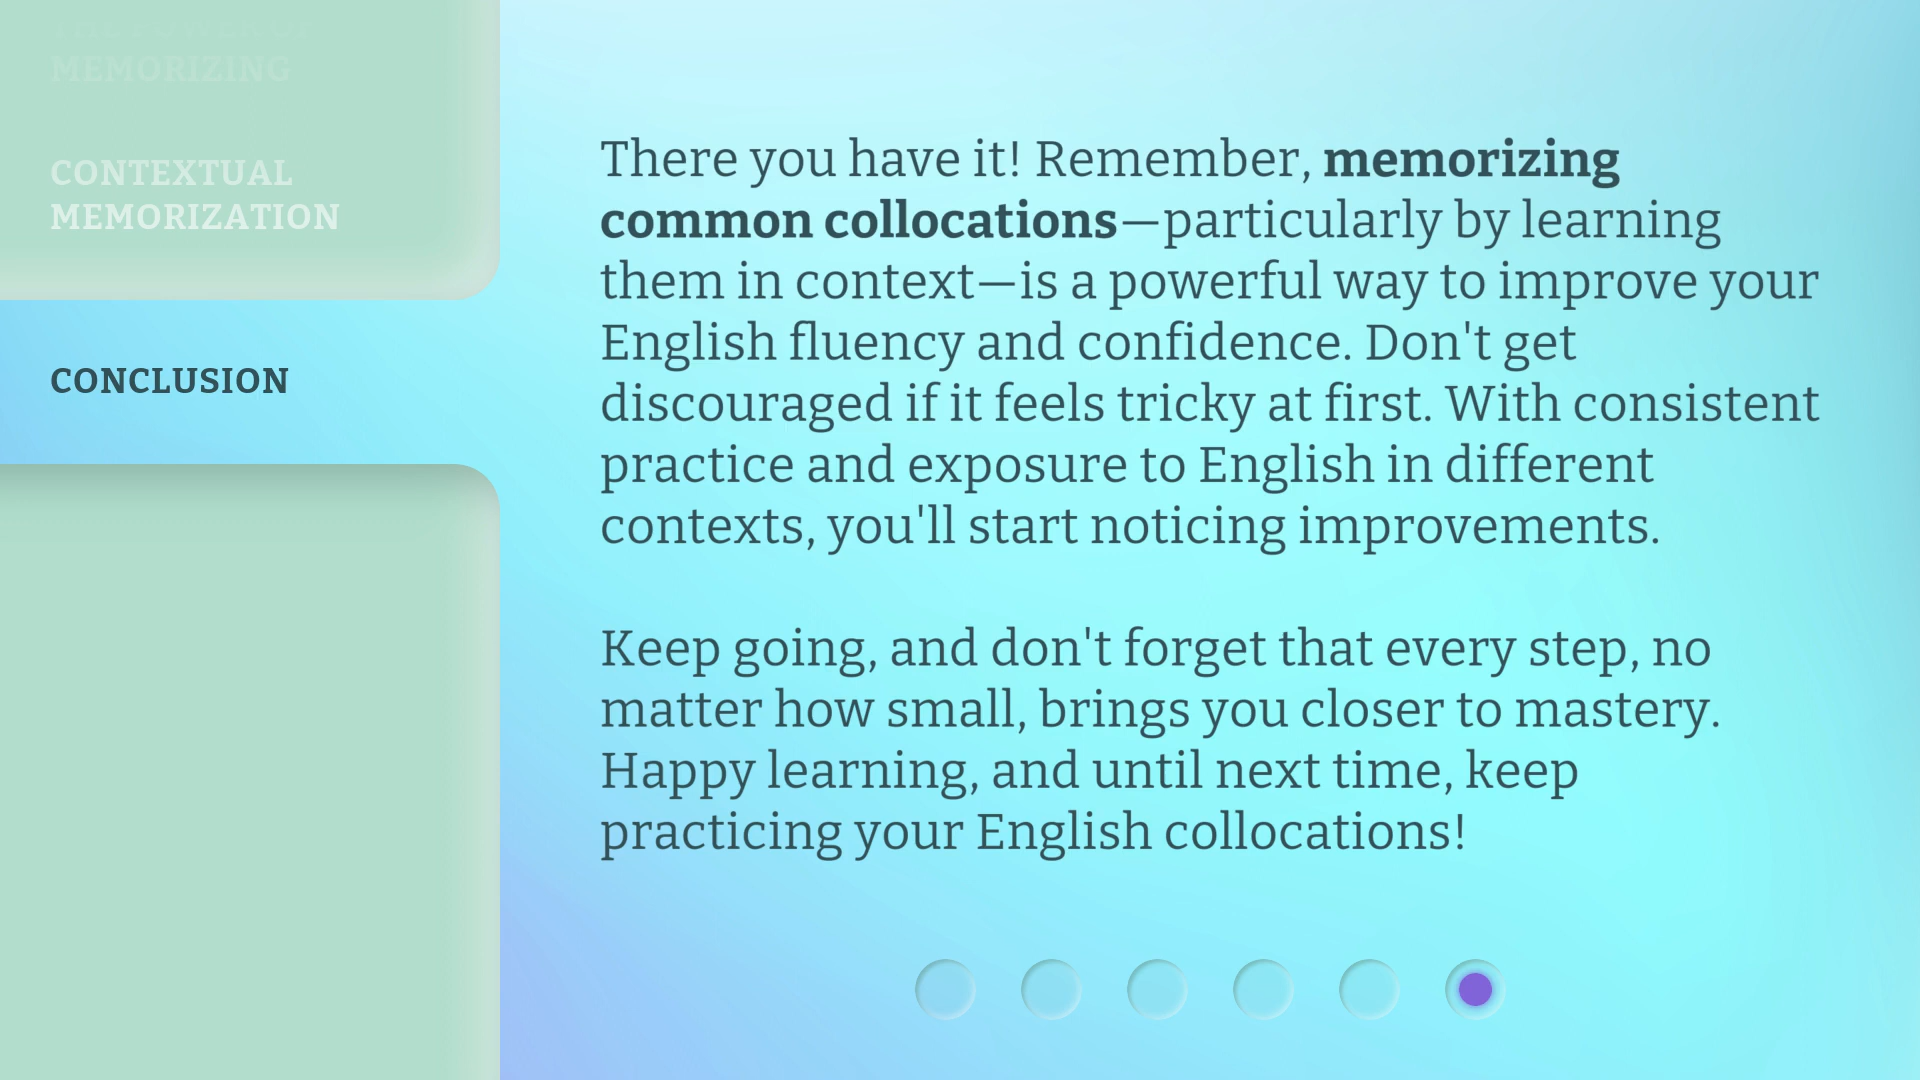 THE POWER OF
MEMORIZING
CONTEXTUAL
MEMORIZATION
CONCLUSION
There you have it! Remember, memorizing
common collocations—particularly by learning
them in context—is a powerful way to improve your
English fluency and confidence. Don't get
discouraged if it feels tricky at first. With consistent
practice and exposure to English in different
contexts, you'll start noticing improvements.
Keep going, and don't forget that every step, no
matter how small, brings you closer to mastery.
Happy learning, and until next time, keep
practicing your English collocations!